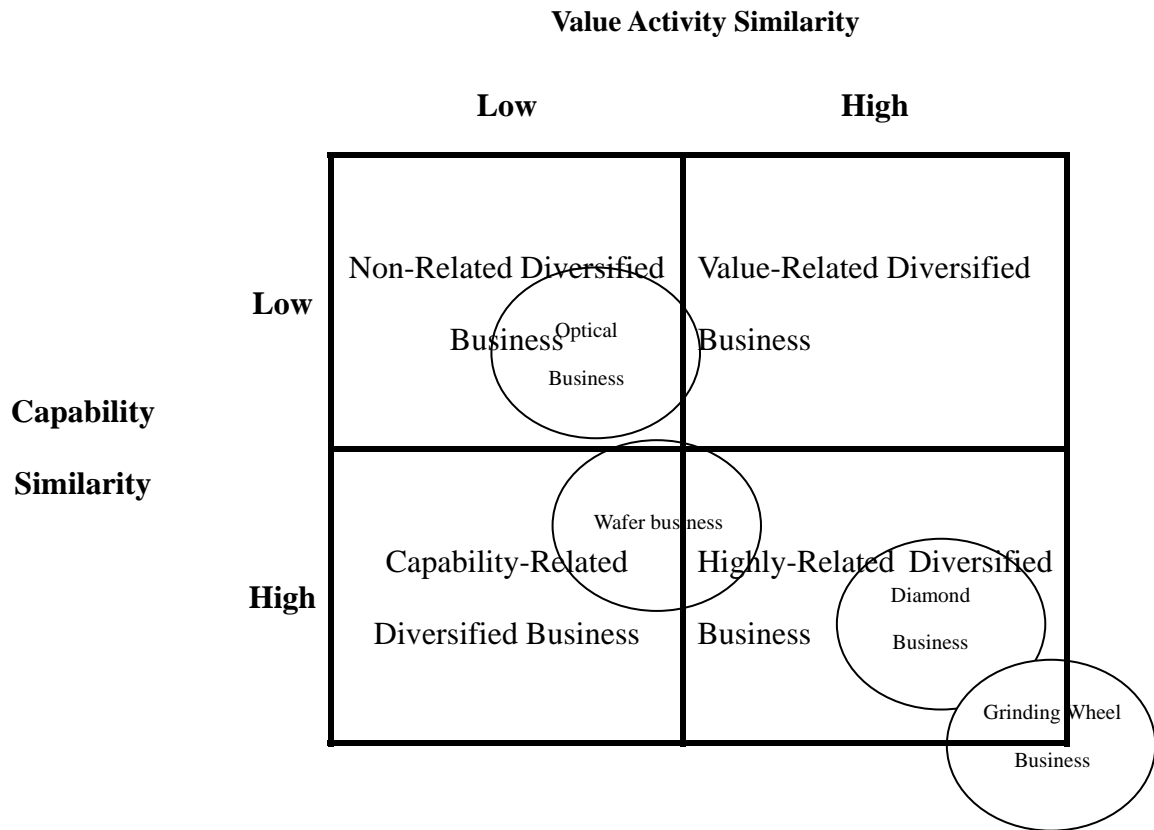 Value Activity Similarity
Low
High
Low
Non-Related Diversified
Business
Optical
Business
Value-Related Diversified
Business
Capability
Similarity
High
Wafer business
Capability-Related
Diversified Business
Highly-Related Diversified
Business
Diamond
Business
Grinding Wheel
Business